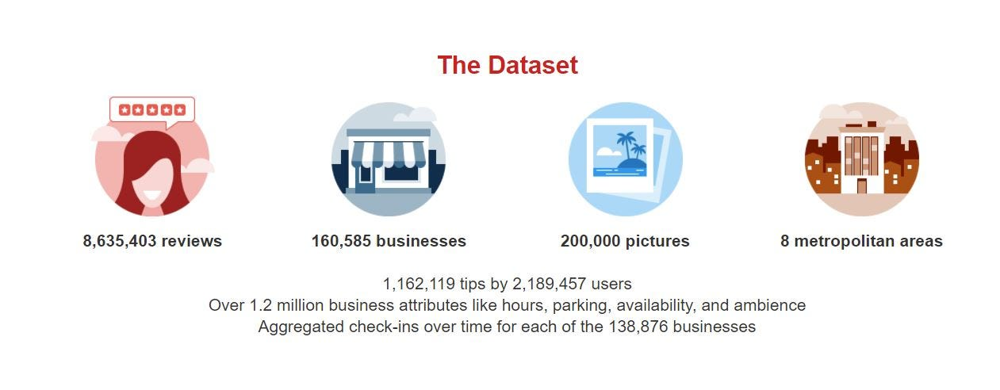 The Dataset
8,635,403 reviews
160,585 businesses
200,000 pictures
8 metropolitan areas
1,162,119 tips by 2,189,457 users
Over 1.2 million business attributes like hours, parking, availability, and ambience
Aggregated check-ins over time for each of the 138,876 businesses